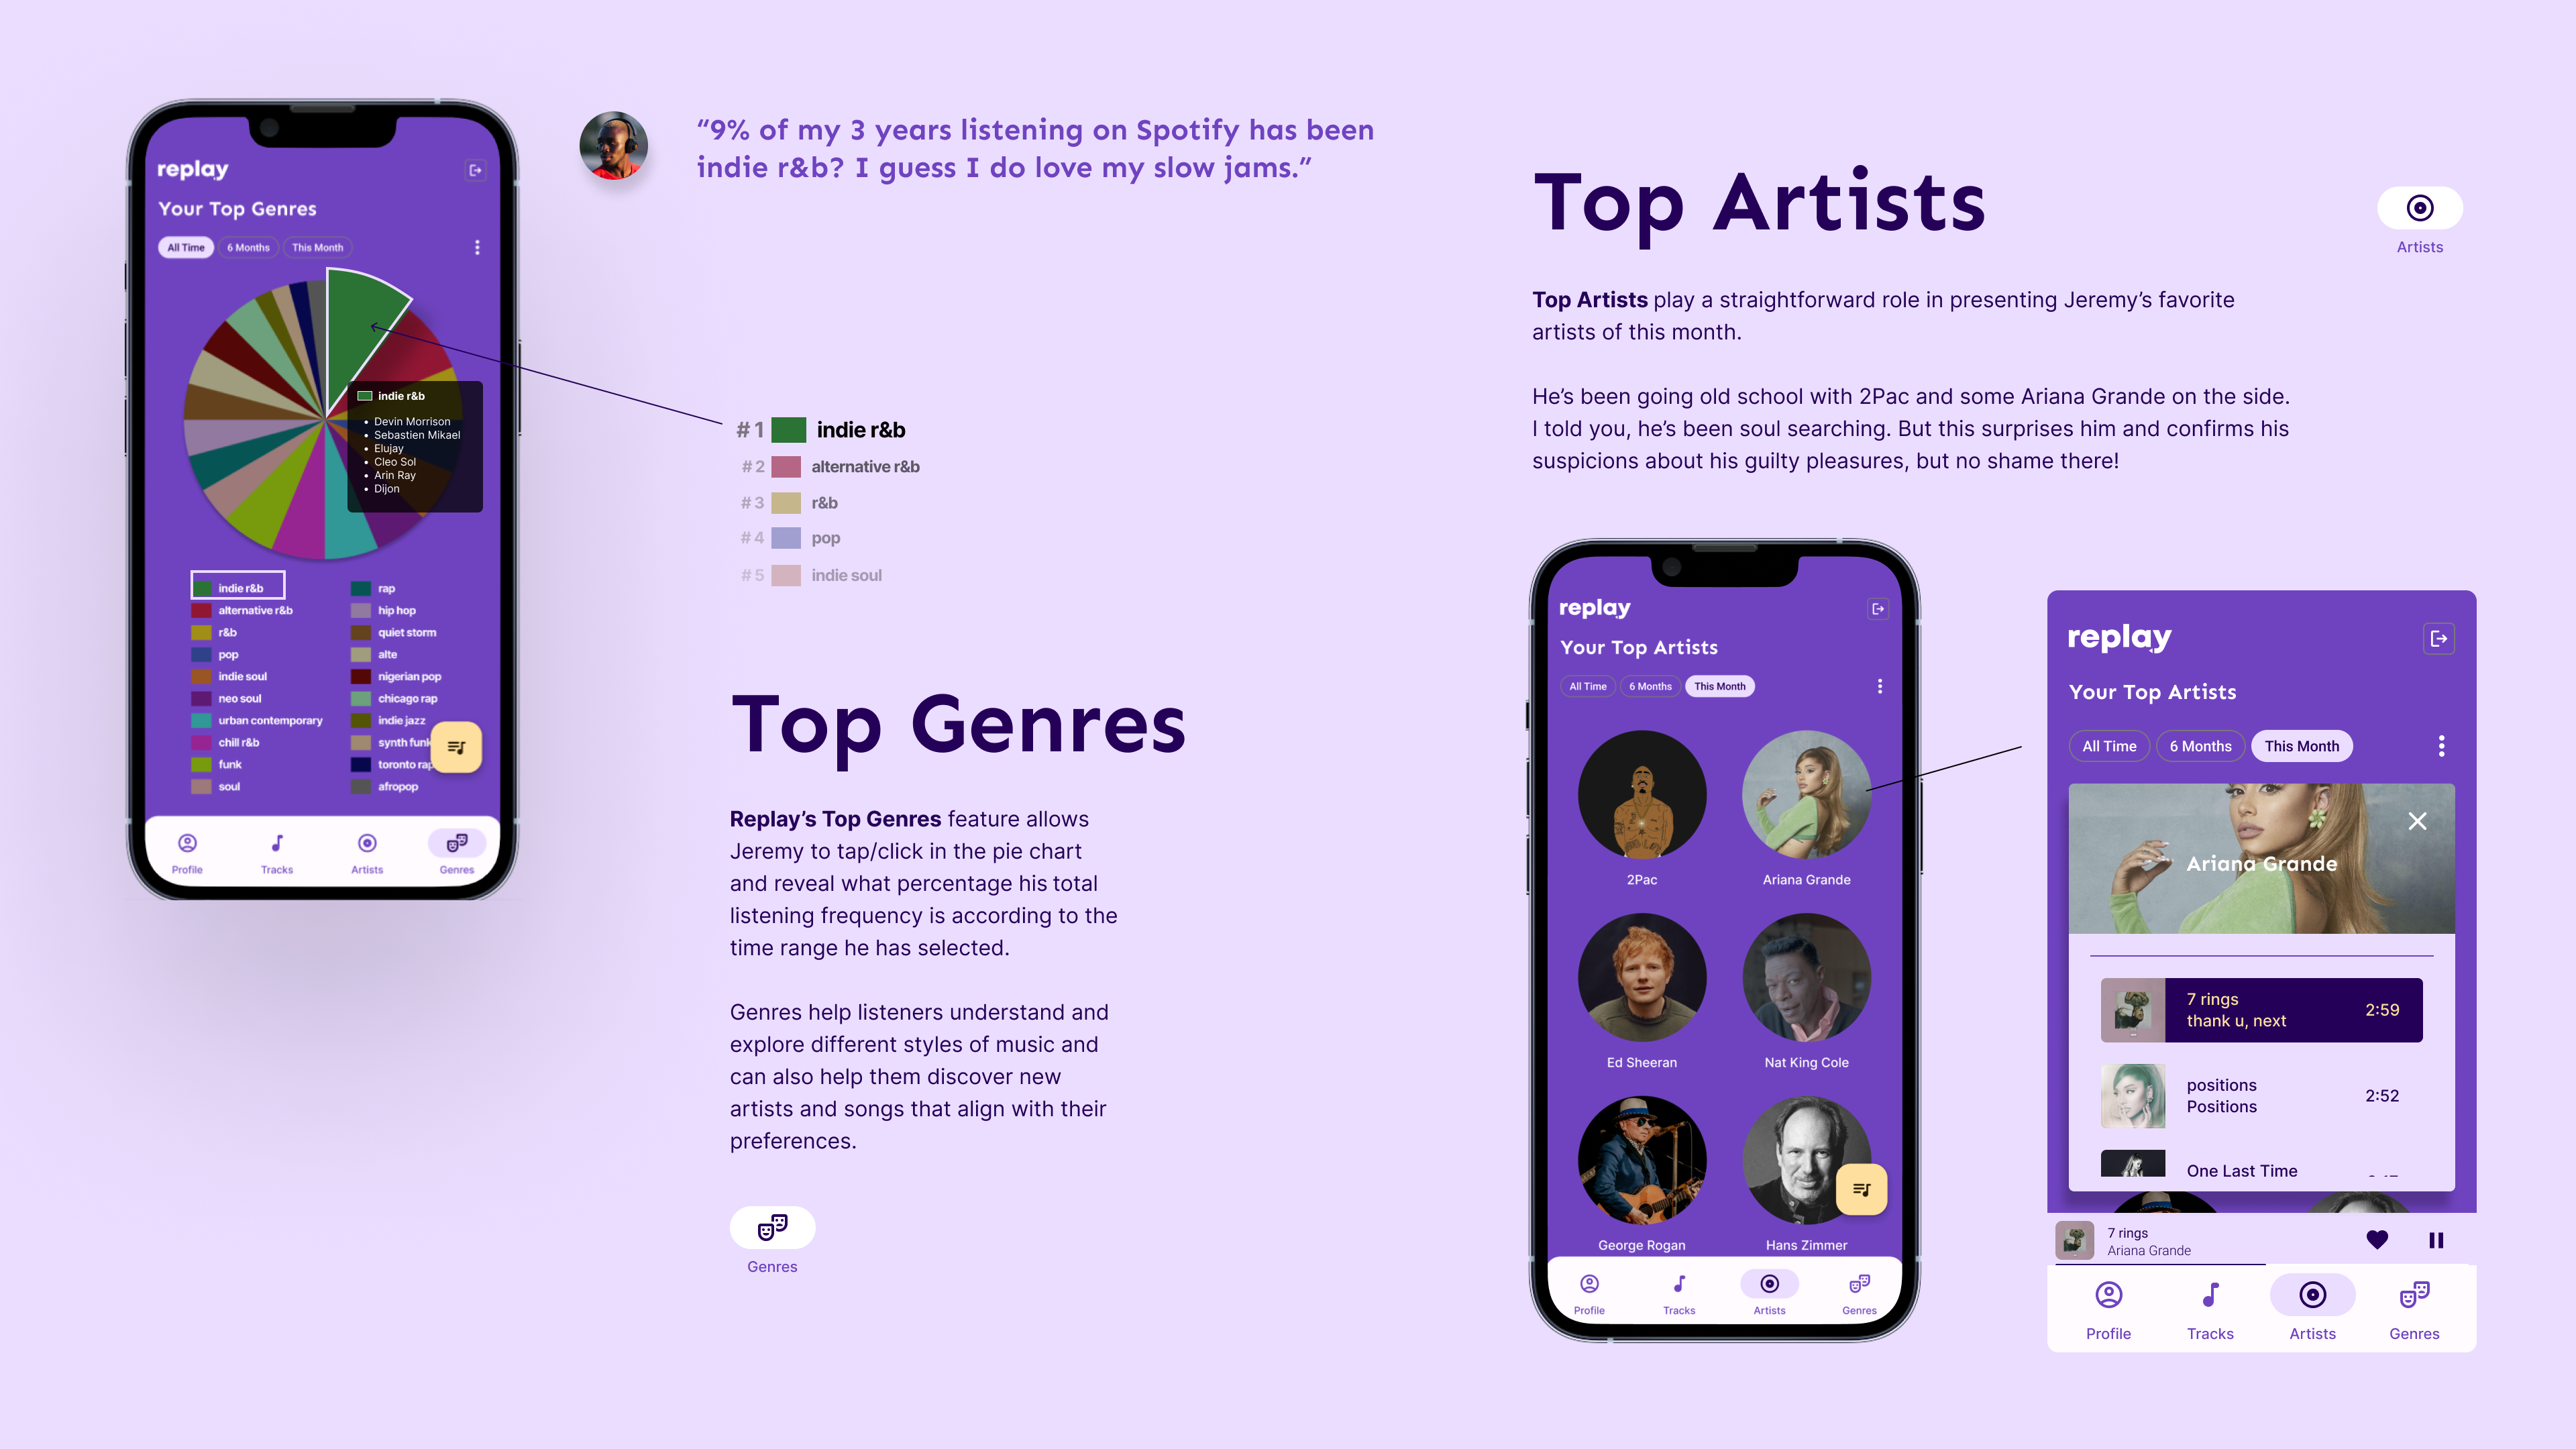 replay
Your Top Genres
All Time
6 Months
This Month
indie r&b
• Devin Morrison
• Sebastien Mikael
• Elujay
• Cleo Sol
• Arin Ray
• Dijon
indie r&b
alternative r&b
r&b
pop
indie soul
neo soul
urban contemporary
chill r&b
funk
soul
rap
hip hop
quiet storm
alte
nigerian pop
chicago rap
indie jazz
synth funk
toronto rap
afropop
Profile
Tracks
Artists
Genres
“9% of my 3 years listening on Spotify has been
indie r&b? I guess I do love my slow jams.”
#1 indie r&b
#2 alternative r&b
#3 r&b
#4 pop
#5 indie soul
Top Genres
Replay’s Top Genres feature allows
Jeremy to tap/click in the pie chart
and reveal what percentage his total
listening frequency is according to the
time range he has selected.
Genres help listeners understand and
explore different styles of music and
can also help them discover new
artists and songs that align with their
preferences.
Genres
Top Artists
Artists
Top Artists play a straightforward role in presenting Jeremy’s favorite
artists of this month.
He’s been going old school with 2Pac and some Ariana Grande on the side.
I told you, he’s been soul searching. But this surprises him and confirms his
suspicions about his guilty pleasures, but no shame there!
replay
Your Top Artists
All Time
6 Months
This Month
2Pac
Ariana Grande
Ed Sheeran
Nat King Cole
George Rogan
Hans Zimmer
Profile
Tracks
Artists
Genres
replay
Your Top Artists
All Time
6 Months
This Month
Ariana Grande
7 rings
thank u, next
2:59
positions
Positions
2:52
One Last Time
7 rings
Ariana Grande
Profile
Tracks
Artists
Genres